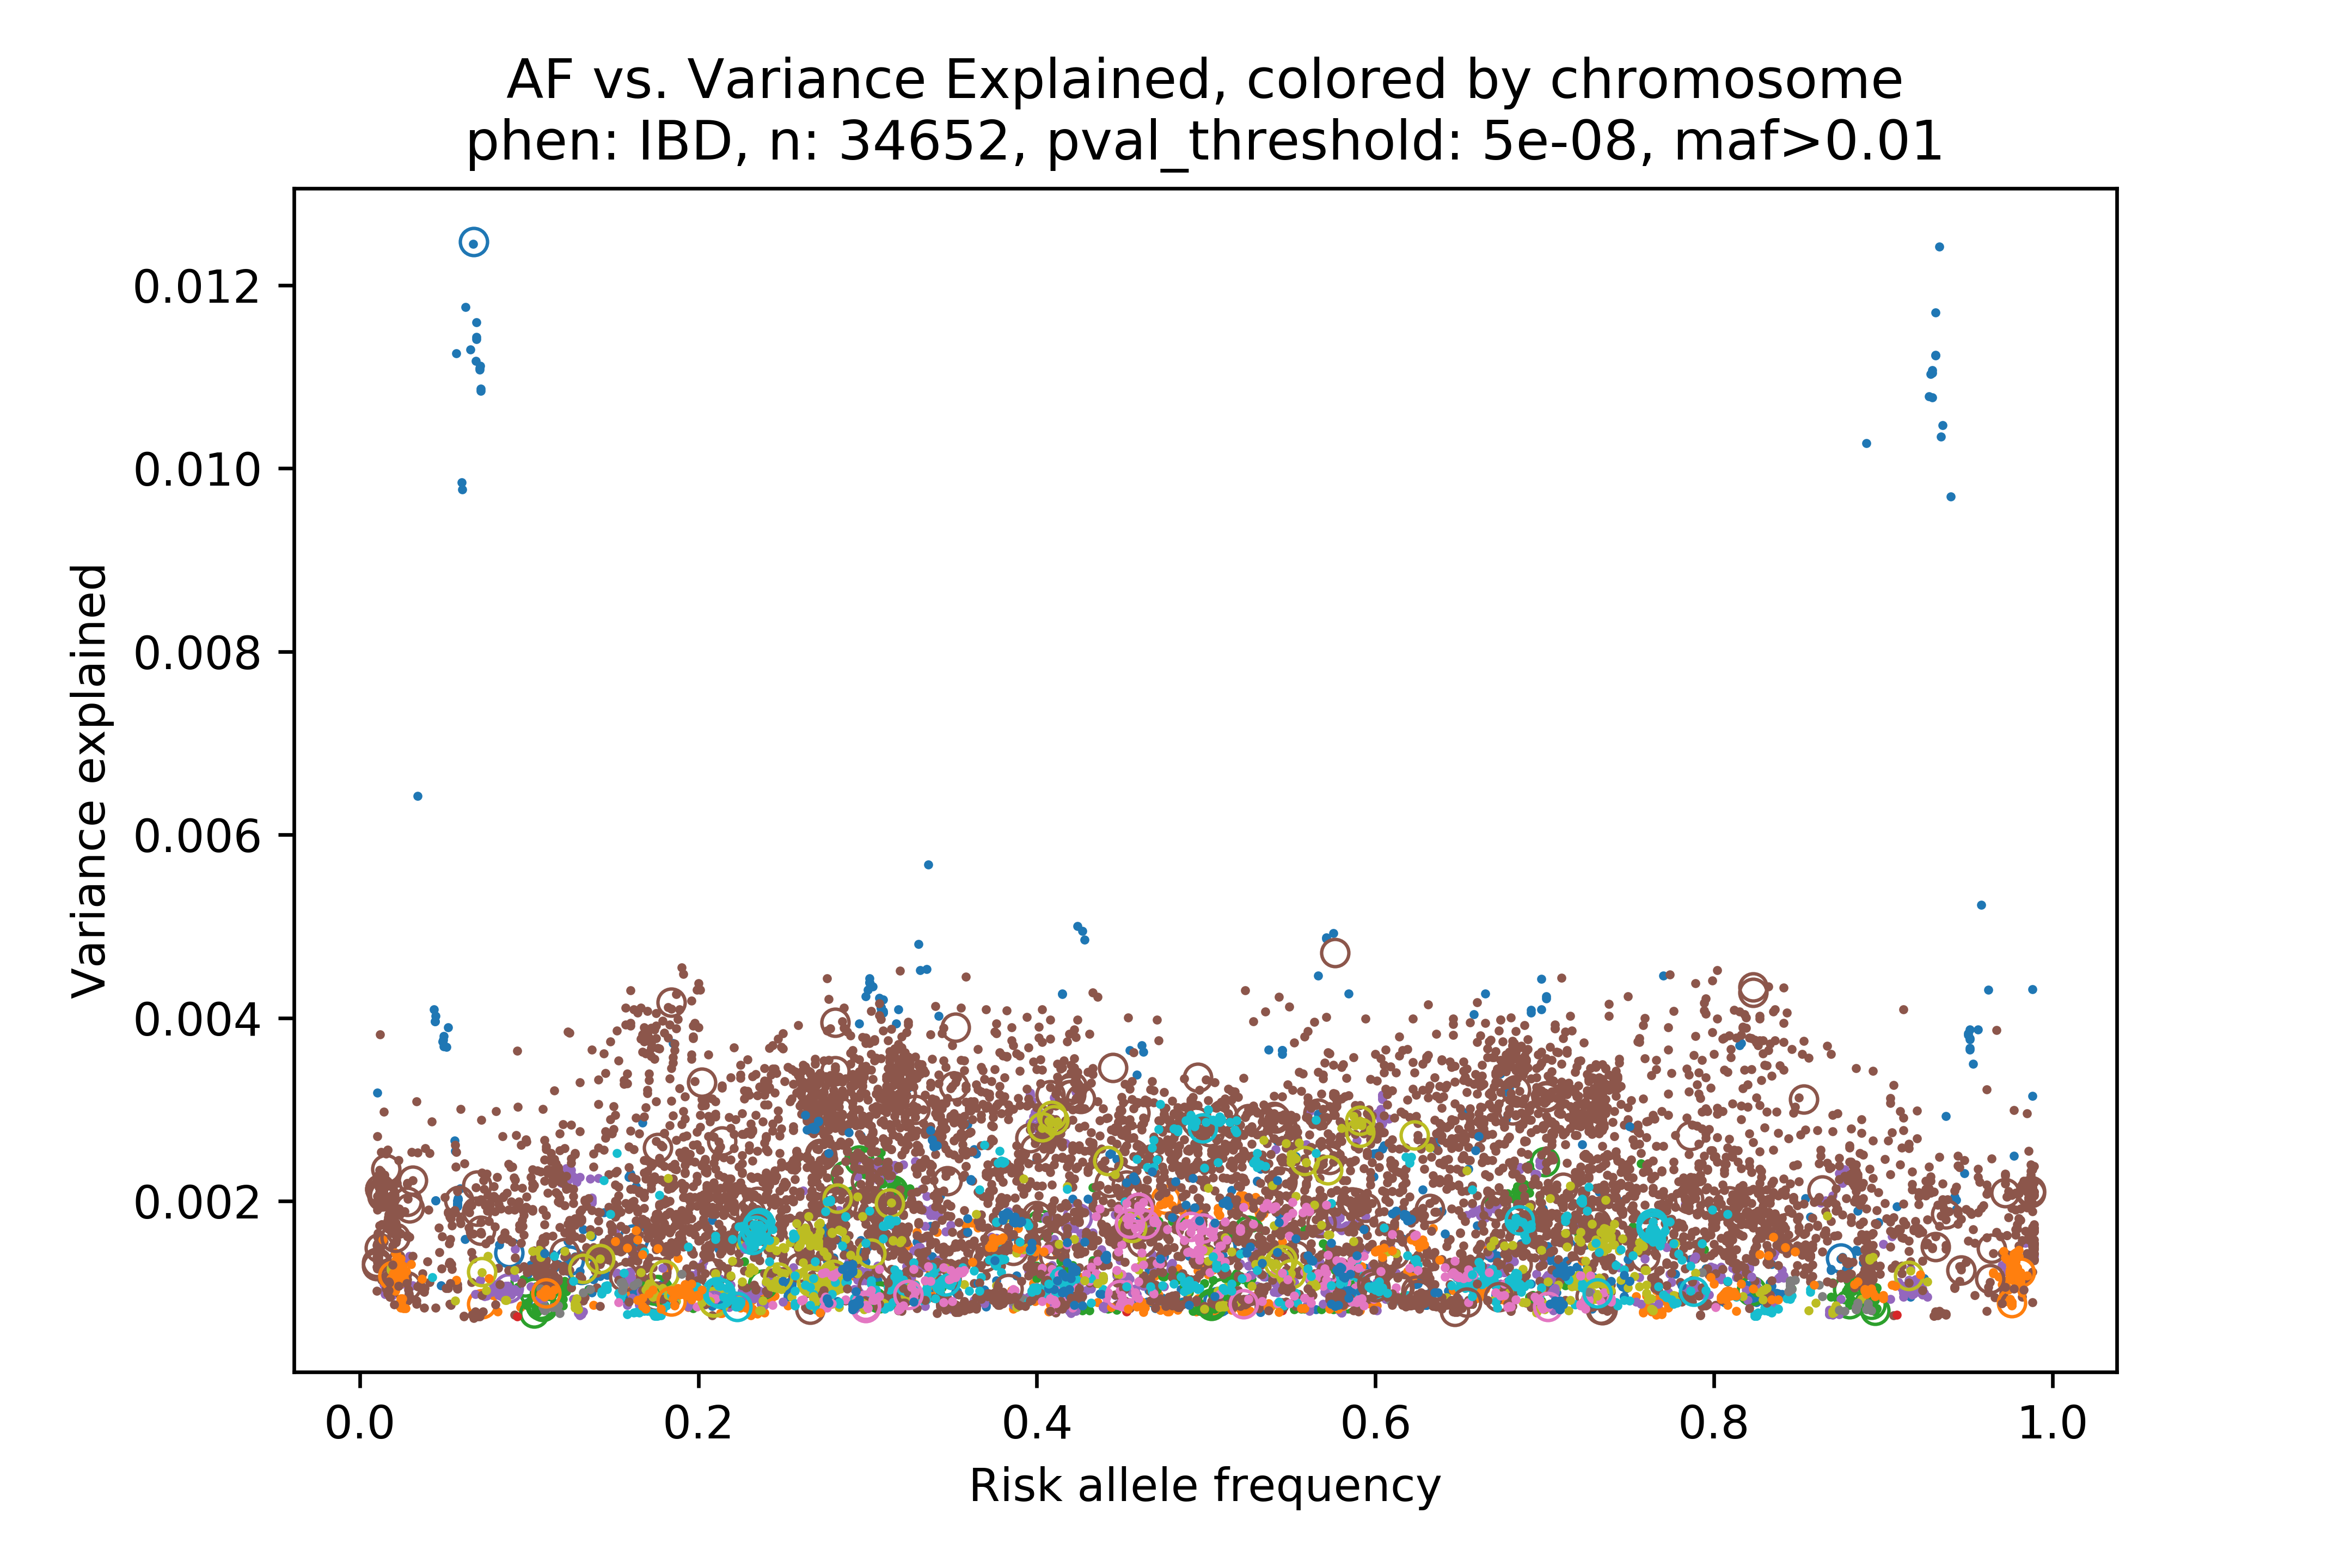 AF vs. Variance Explained, colored by chromosome
phen: IBD, n: 34652, pval_threshold: 5e-08, maf>0.01
Variance explained
0.012
0.010
0.008
0.006
0.004
0.002
0.0 0.2 0.4 0.6 0.8 1.0
Risk allele frequency